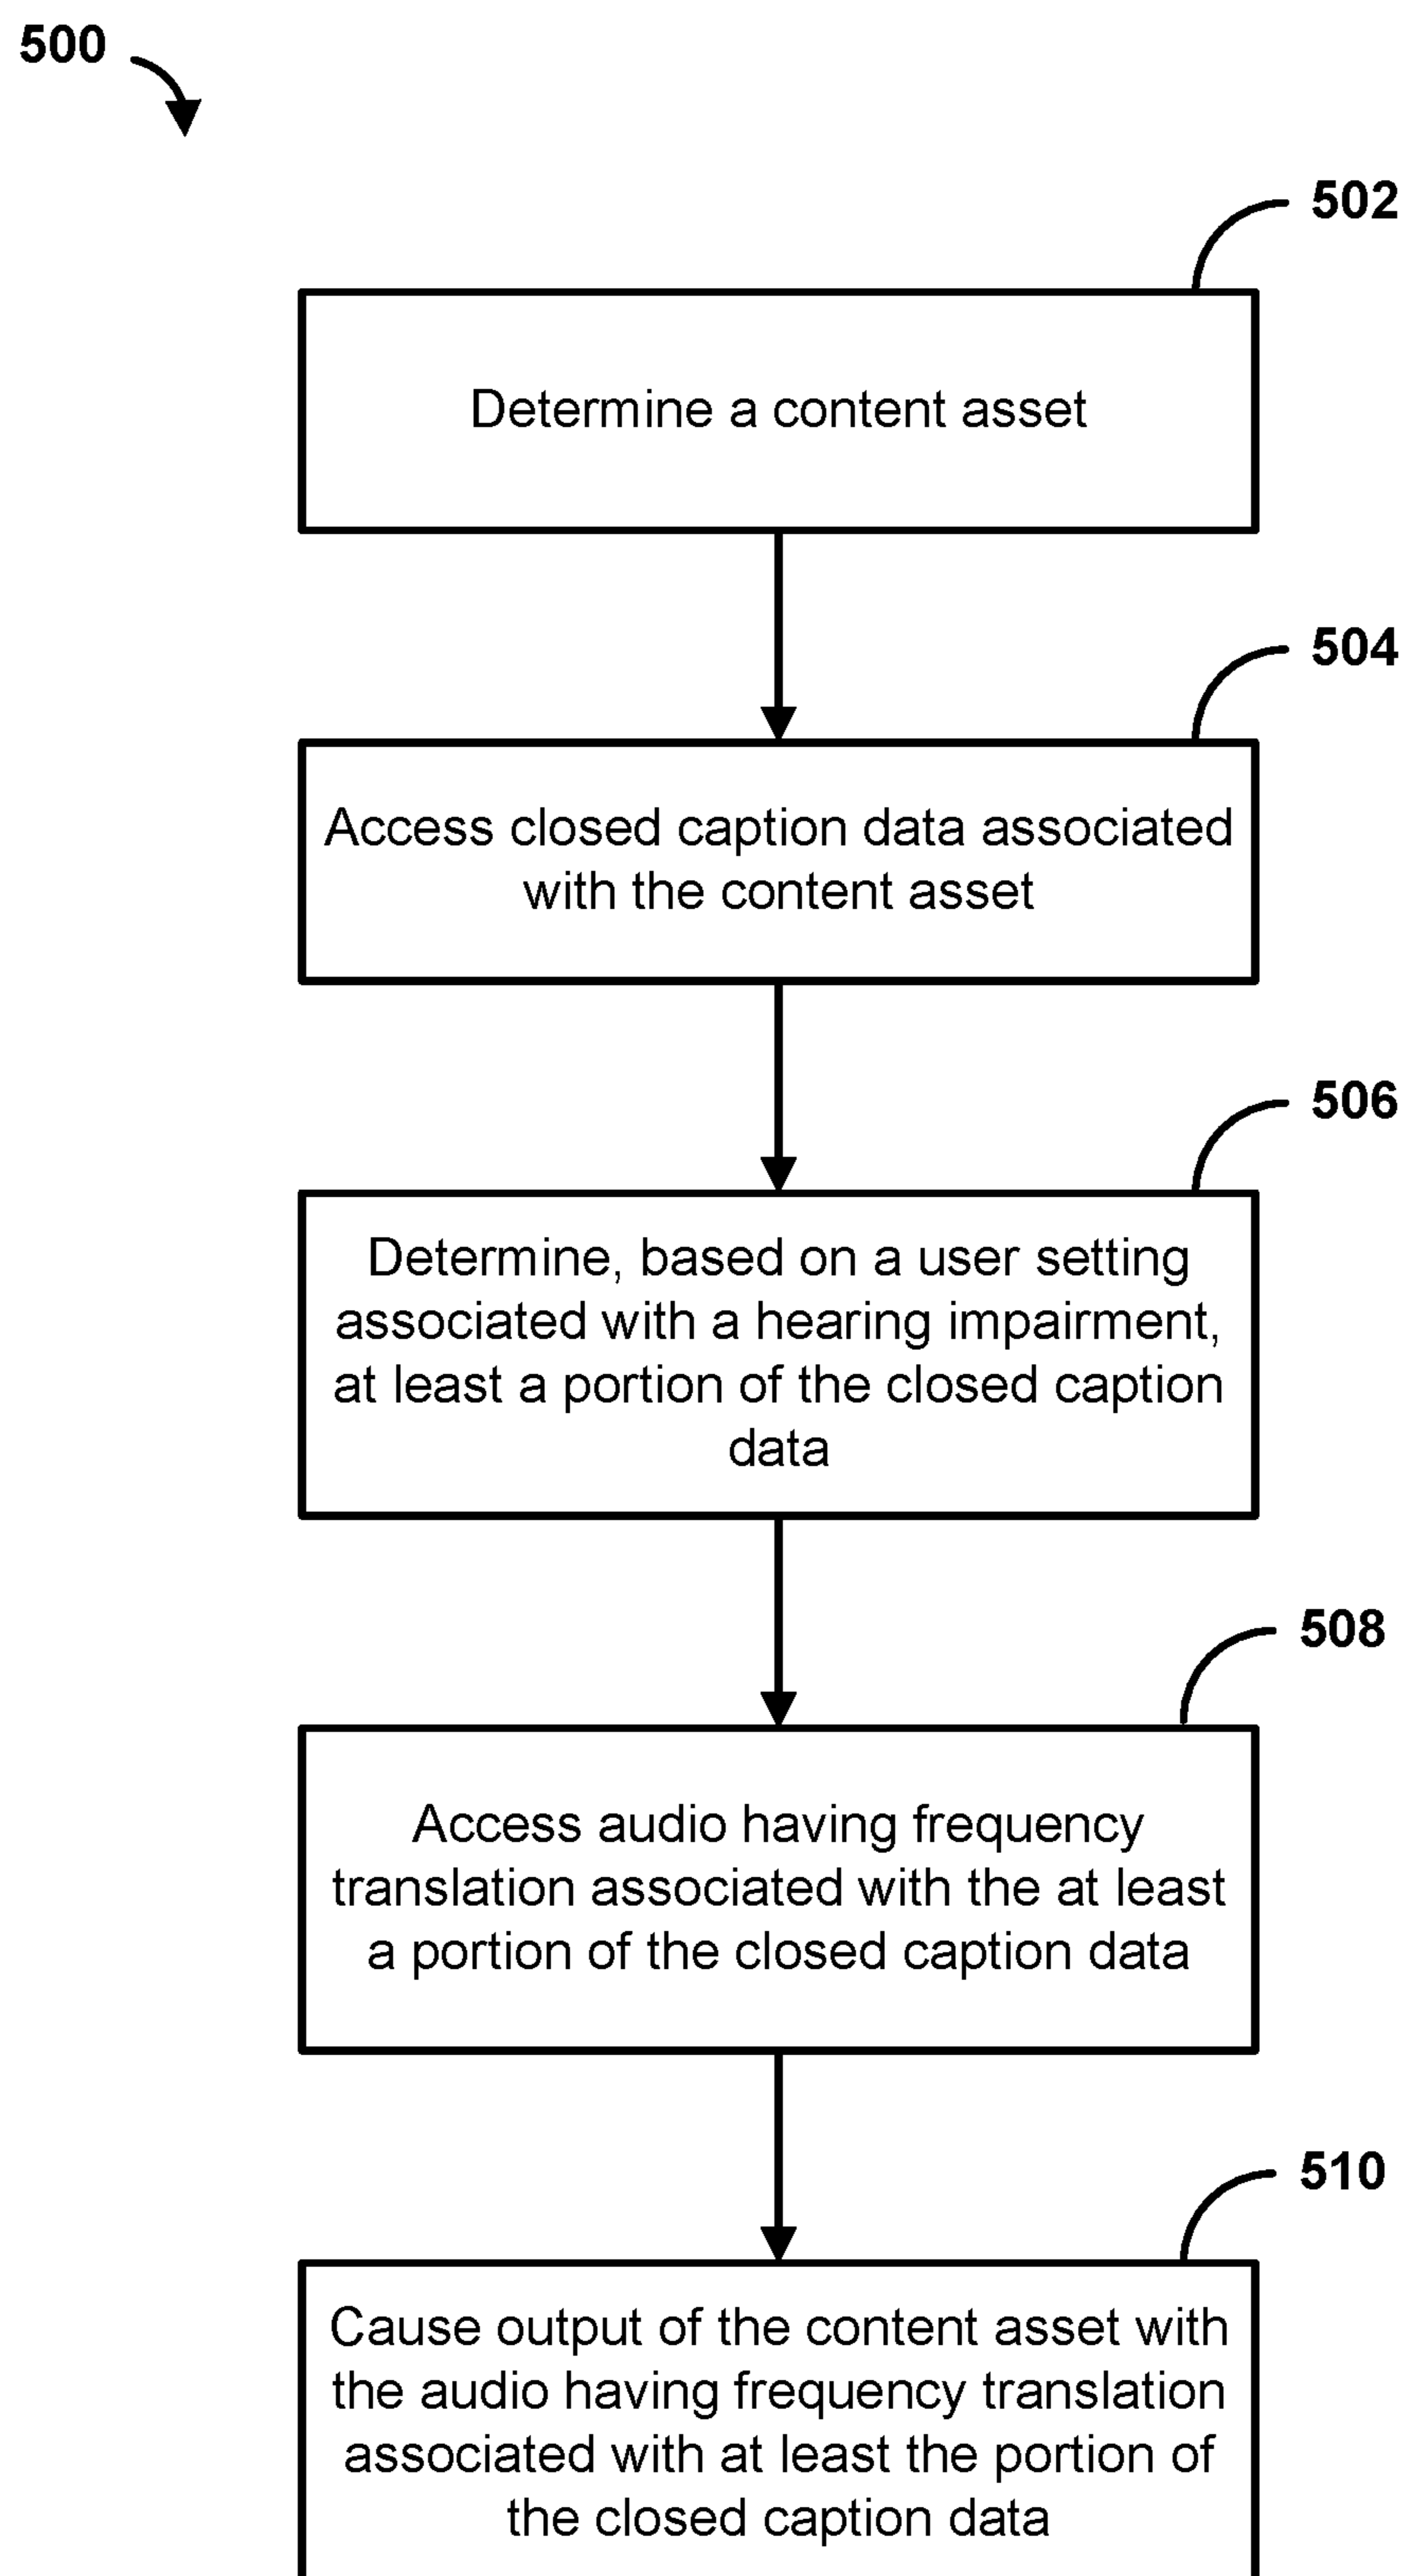 500
502
Determine a content asset
504
Access closed caption data associated
with the content asset
506
Determine, based on a user setting
associated with a hearing impairment,
at least a portion of the closed caption
data
508
Access audio having frequency
translation associated with the at least
a portion of the closed caption data
510
Cause output of the content asset with
the audio having frequency translation
associated with at least the portion of
the closed caption data